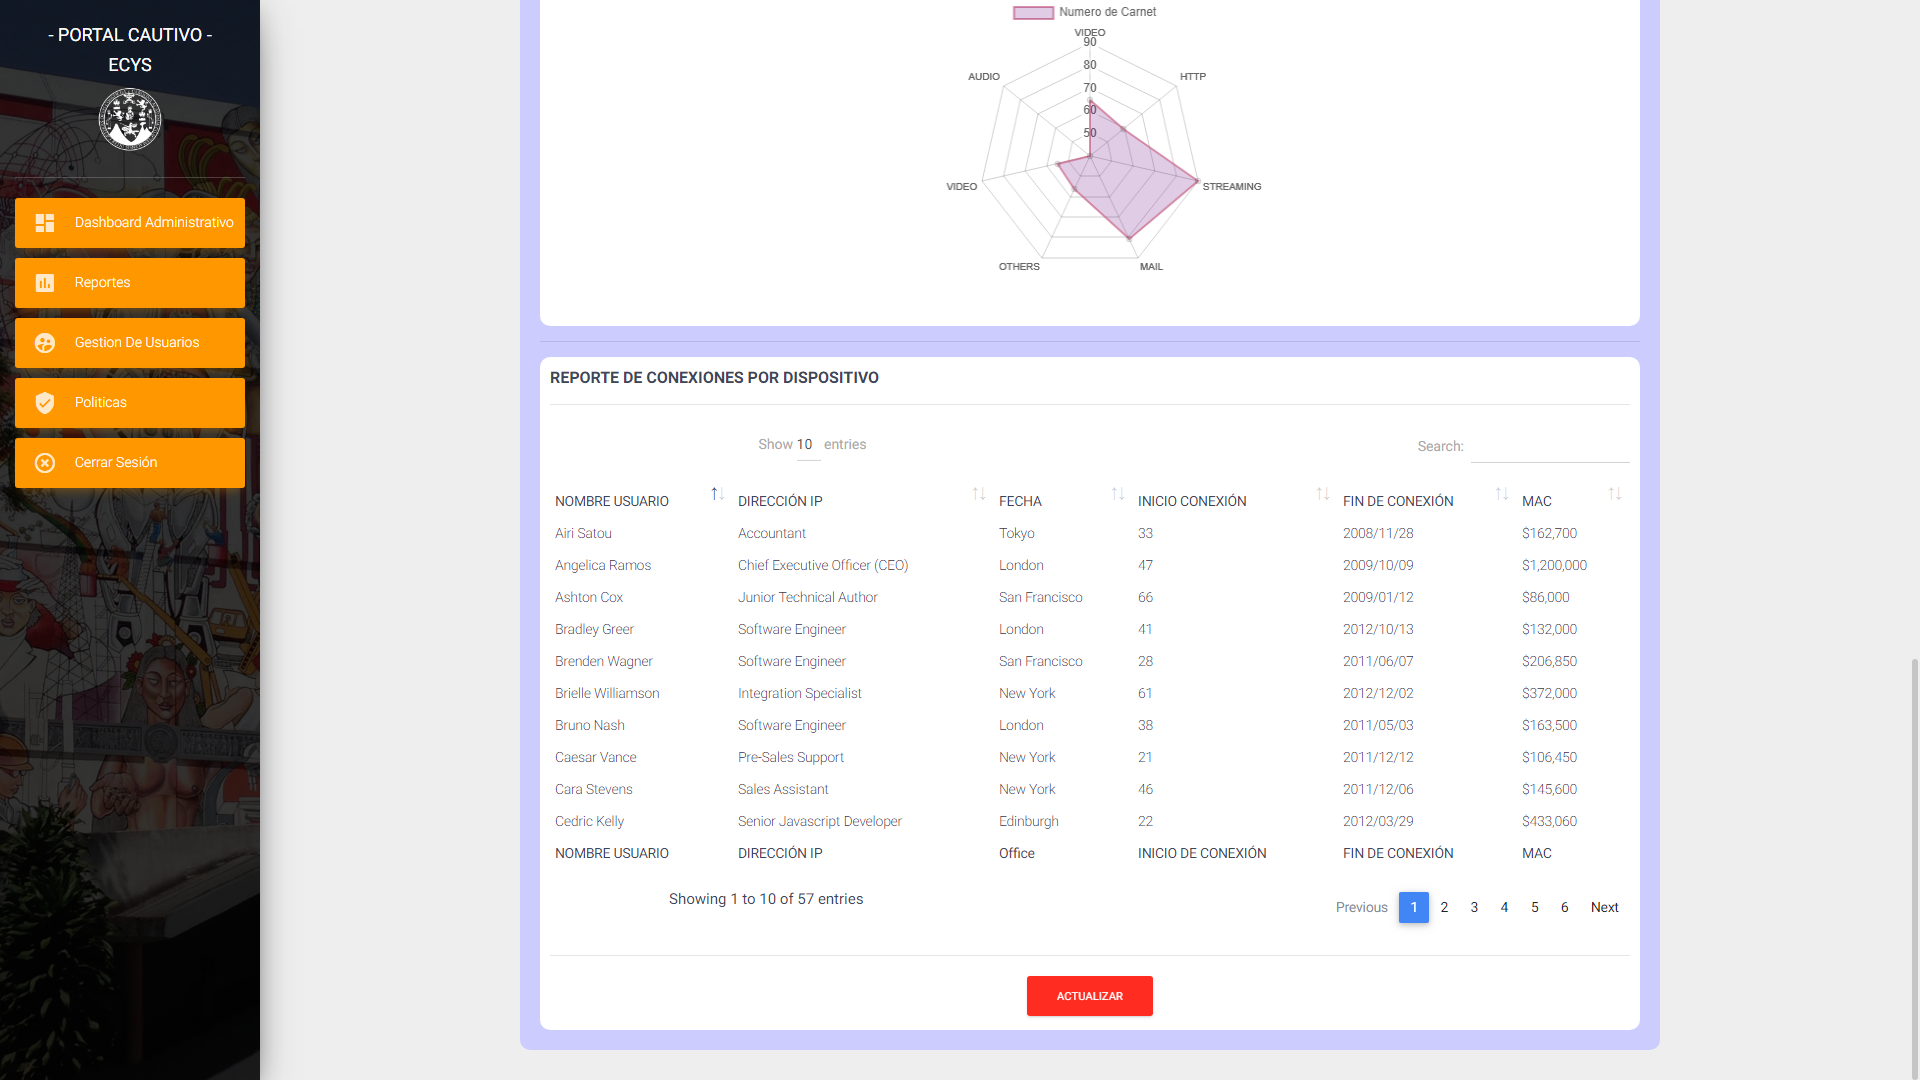 - PORTAL CAUTIVO -
ECYS
Dashboard Administrativo
Reportes
Gestion De Usuarios
Politicas
Cerrar Sesión
Numero de Carnet
VIDEO
90
80
70
60
50
AUDIO
HTTP
VIDEO
STREAMING
OTHERS
MAIL
REPORTE DE CONEXIONES POR DISPOSITIVO
Show 10 entries
Search:
NOMBRE USUARIO DIRECCIÓN IP FECHA INICIO CONEXIÓN FIN DE CONEXIÓN MAC
Airi Satou Accountant Tokyo 33 2008/11/28 $162,700
Angelica Ramos Chief Executive Officer (CEO) London 47 2009/10/09 $1,200,000
Ashton Cox Junior Technical Author San Francisco 66 2009/01/12 $86,000
Bradley Greer Software Engineer London 41 2012/10/13 $132,000
Brenden Wagner Software Engineer San Francisco 28 2011/06/07 $206,850
Brielle Williamson Integration Specialist New York 61 2012/12/02 $372,000
Bruno Nash Software Engineer London 38 2011/05/03 $163,500
Caesar Vance Pre-Sales Support New York 21 2011/12/12 $106,450
Cara Stevens Sales Assistant New York 46 2011/12/06 $145,600
Cedric Kelly Senior Javascript Developer Edinburgh 22 2012/03/29 $433,060
NOMBRE USUARIO DIRECCIÓN IP Office INICIO DE CONEXIÓN FIN DE CONEXIÓN MAC
Showing 1 to 10 of 57 entries
Previous 1 2 3 4 5 6 Next
ACTUALIZAR